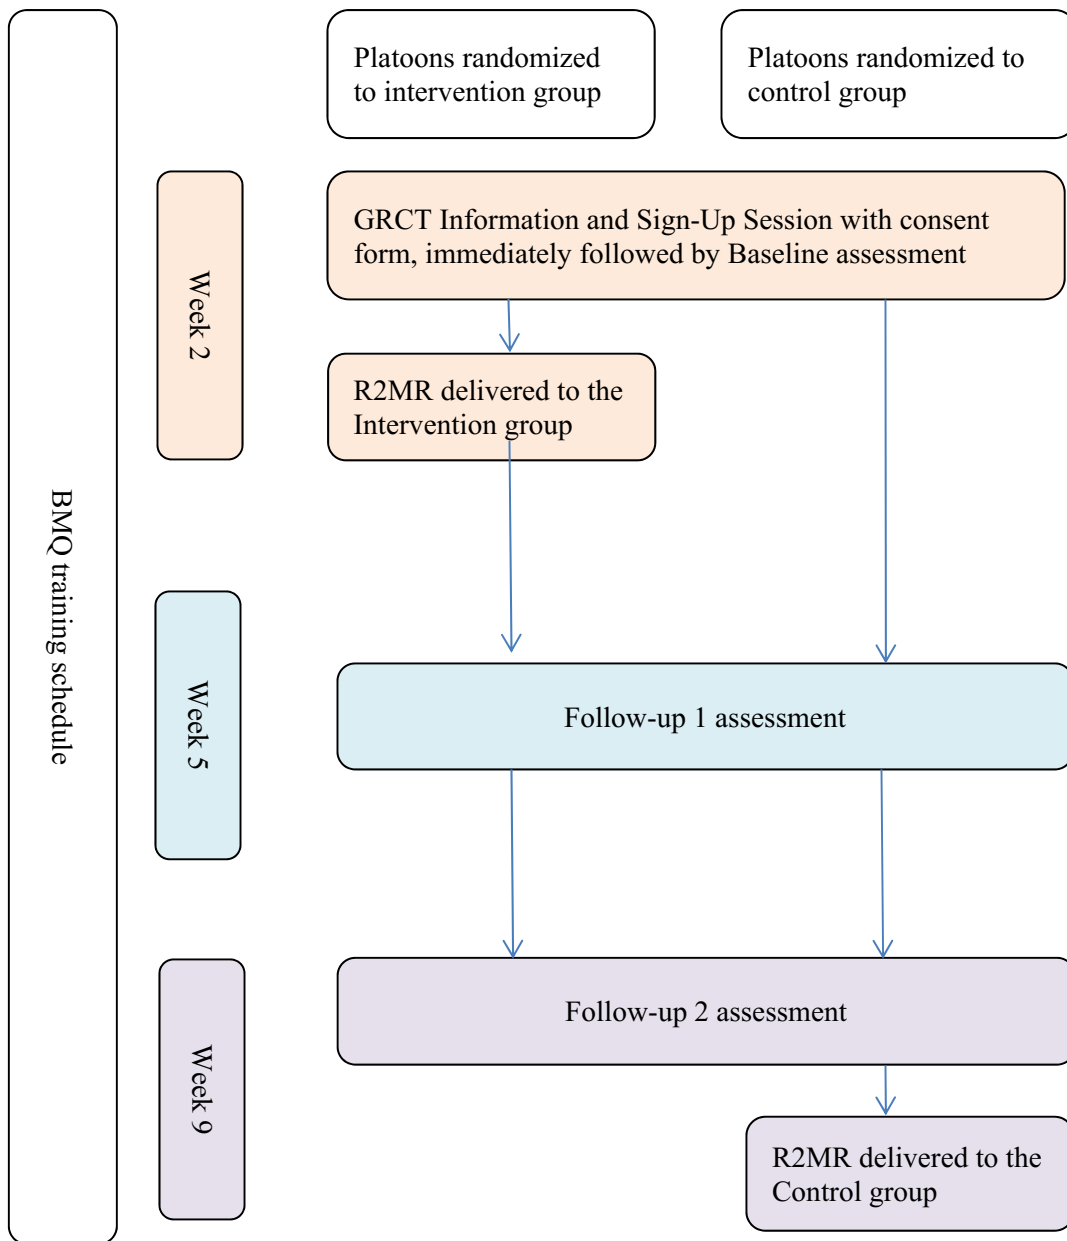 Platoons randomized
to intervention group
Platoons randomized to
control group
BMQ training schedule
Week 2
GRCT Information and Sign-Up Session with consent
form, immediately followed by Baseline assessment
R2MR delivered to the
Intervention group
Week 5
Follow-up 1 assessment
Week 9
Follow-up 2 assessment
R2MR delivered to the
Control group